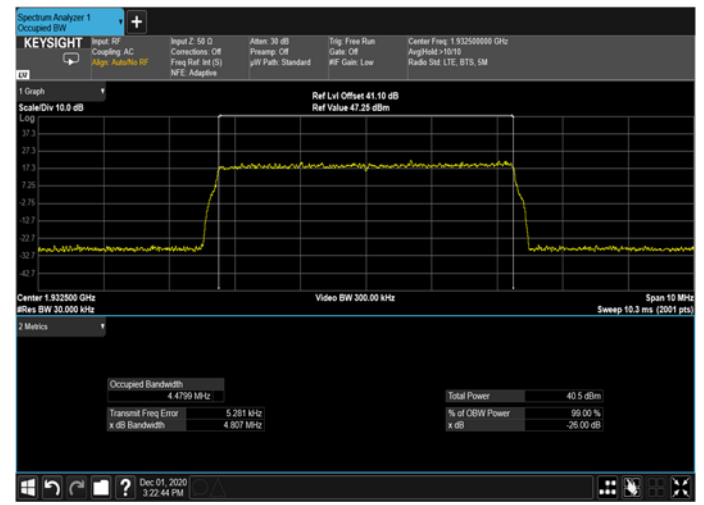 Spectrum Analyzer 1
Occupied BW
+
KEYSIGHT
LXI
Input: RF
Coupling: AC
Align: Auto/No RF
Input Z: 50 Ω
Corrections: Off
Freq Ref: Int (S)
NFE: Adaptive
Atten: 30 dB
Preamp: Off
µW Path: Standard
Trig: Free Run
Gate: Off
#IF Gain: Low
Center Freq: 1.932500000 GHz
Avg|Hold:>10/10
Radio Std: LTE, BTS, 5M
1 Graph
Scale/Div 10.0 dB
Ref Lvl Offset 41.10 dB
Ref Value 47.25 dBm
Log
37.3
27.3
17.3
7.25
-2.75
-12.7
-22.7
-32.7
-42.7
Center 1.932500 GHz
#Res BW 30.000 kHz
Video BW 300.00 kHz
Span 10 MHz
Sweep 10.3 ms (2001 pts)
2 Metrics
Occupied Bandwidth
4.4799 MHz
Transmit Freq Error 5.281 kHz
x dB Bandwidth 4.807 MHz
Total Power 40.5 dBm
% of OBW Power 99.00 %
x dB -26.00 dB
?
Dec 01, 2020
3:22:44 PM